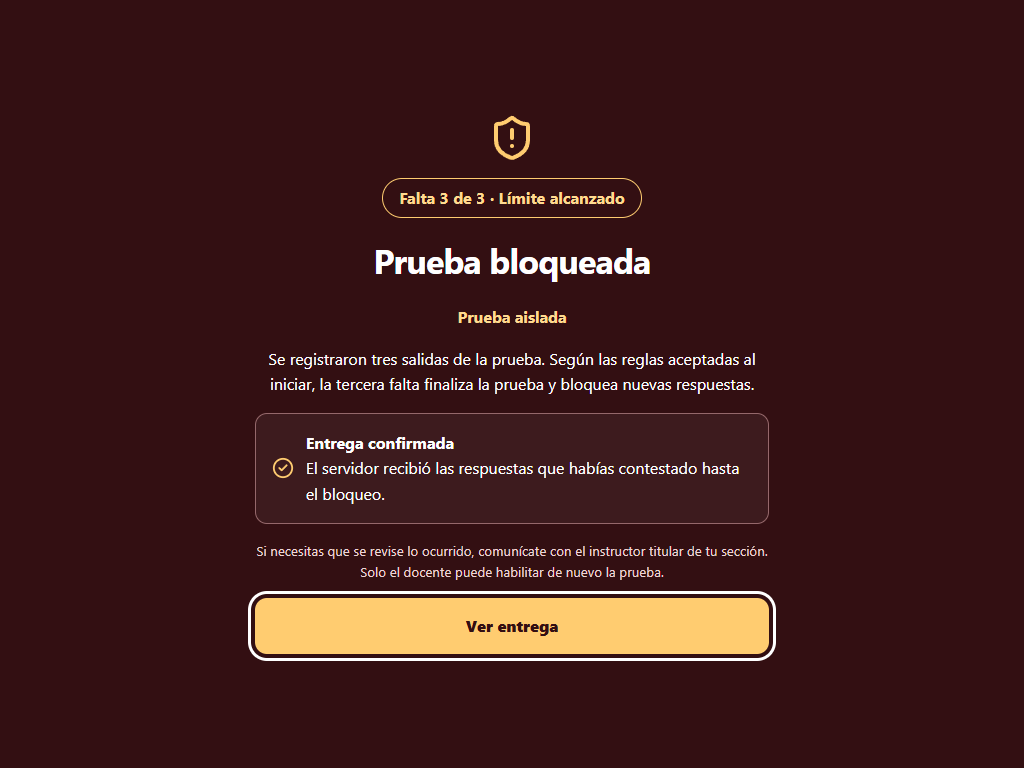 Falta 3 de 3 · Límite alcanzado
Prueba bloqueada
Prueba aislada
Se registraron tres salidas de la prueba. Según las reglas aceptadas al
iniciar, la tercera falta finaliza la prueba y bloquea nuevas respuestas.
Entrega confirmada
El servidor recibió las respuestas que habías contestado hasta
el bloqueo.
Si necesitas que se revise lo ocurrido, comunícate con el instructor titular de tu sección.
Solo el docente puede habilitar de nuevo la prueba.
Ver entrega